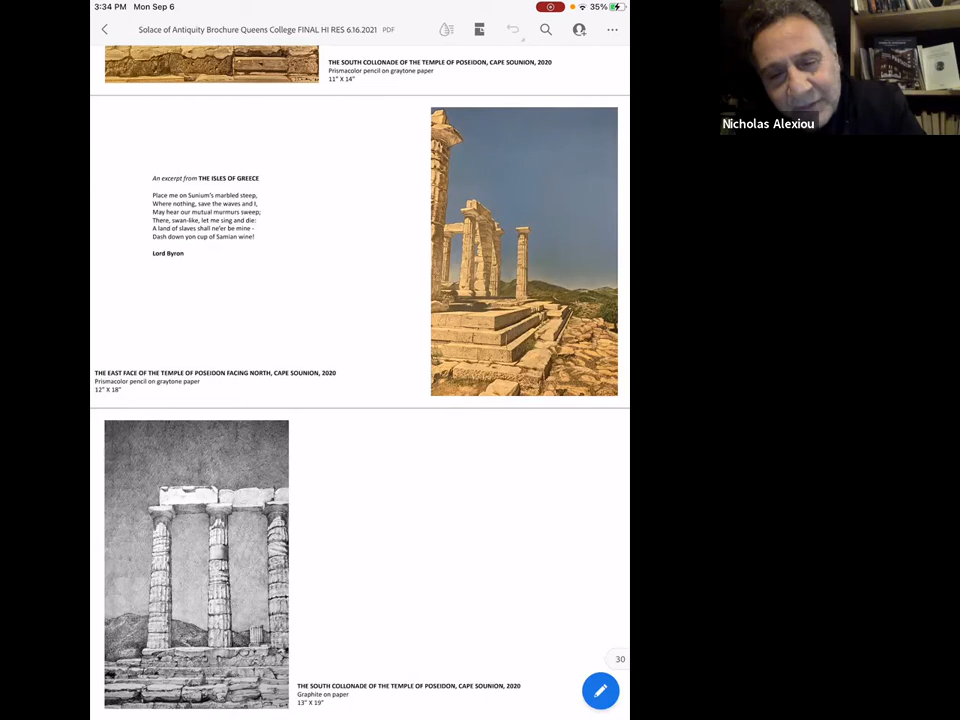 3:34 PM Mon Sep 6
35%
Solace of Antiquity Brochure Queens College FINAL HI RES 6.16.2021 PDF
THE SOUTH COLLONADE OF THE TEMPLE OF POSEIDON, CAPE SOUNION, 2020
Prismacolor pencil on graytone paper
11" X 14"
An excerpt from THE ISLES OF GREECE
Place me on Sunium's marbled steep,
Where nothing, save the waves and I,
May hear our mutual murmurs sweep;
There, swan-like, let me sing and die:
A land of slaves shall ne'er be mine -
Dash down yon cup of Samian wine!
Lord Byron
THE EAST FACE OF THE TEMPLE OF POSEIDON FACING NORTH, CAPE SOUNION, 2020
Prismacolor pencil on graytone paper
12" X 18"
30
THE SOUTH COLLONADE OF THE TEMPLE OF POSEIDON, CAPE SOUNION, 2020
Graphite on paper
13" X 19"
Nicholas Alexiou